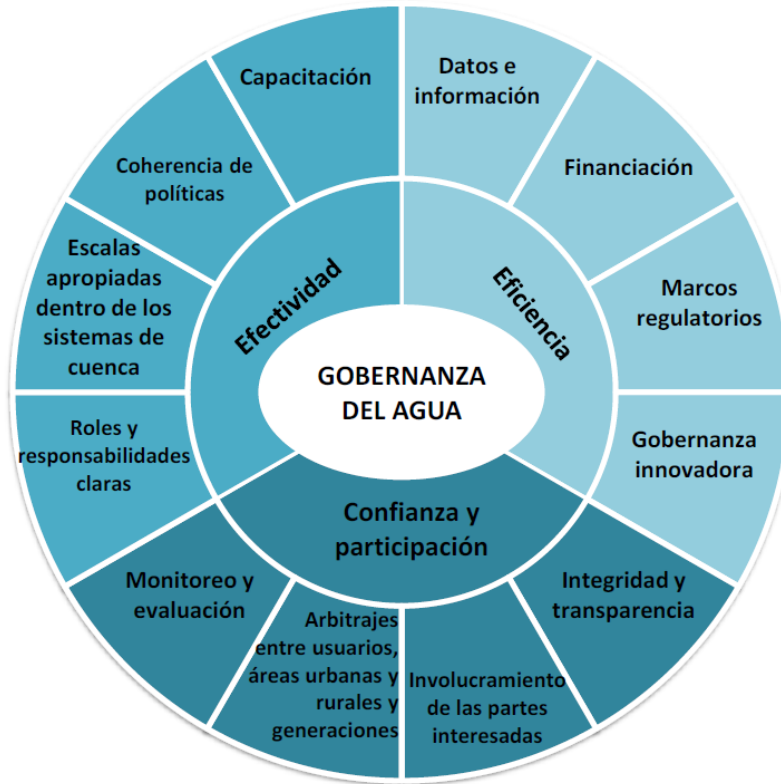 Capacitación
Datos e
información
Coherencia de
políticas
Financiación
Escalas
apropiadas
dentro de los
sistemas de
cuenca
Marcos
regulatorios
Efectividad
Eficiencia
GOBERNANZA
DEL AGUA
Roles y
responsabilidades
claras
Gobernanza
innovadora
Confianza y
participación
Monitoreo y
evaluación
Integridad y
transparencia
Arbitrajes
entre usuarios,
áreas urbanas y
rurales y
generaciones
Involucramiento
de las partes
interesadas